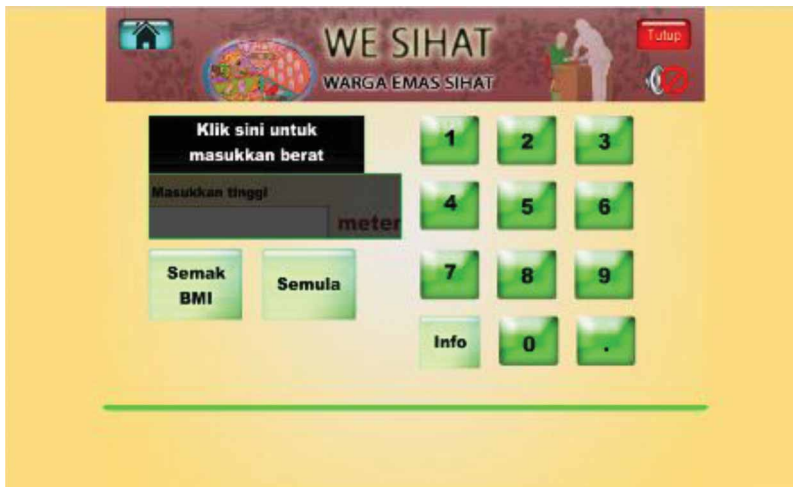 WE SIHAT
Tutup
WARGA EMAS SIHAT
Klik sini untuk
masukkan berat
Masukkan tinggi
meter
Semak
BMI
Semula
1
2
3
4
5
6
7
8
9
Info
0
.